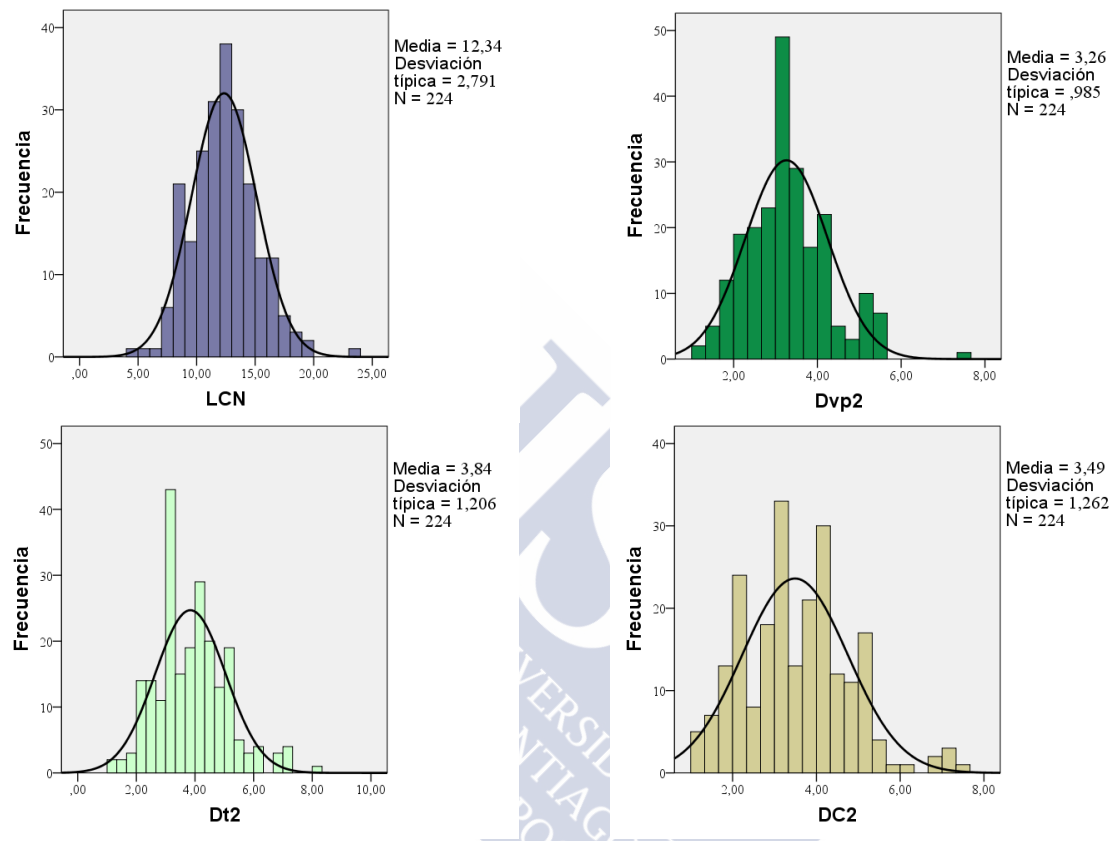 40
30
20
10
0
Frecuencia
,00
5,00
10,00
15,00
20,00
25,00
LCN
Media = 12,34
Desviación
típica = 2,791
N = 224
50
40
30
20
10
0
Frecuencia
2,00
4,00
6,00
8,00
Dvp2
Media = 3,26
Desviación
típica = ,985
N = 224
50
40
30
20
10
0
Frecuencia
,00
2,00
4,00
6,00
8,00
10,00
Dt2
Media = 3,84
Desviación
típica = 1,206
N = 224
40
30
20
10
0
Frecuencia
2,00
4,00
6,00
8,00
DC2
Media = 3,49
Desviación
típica = 1,262
N = 224